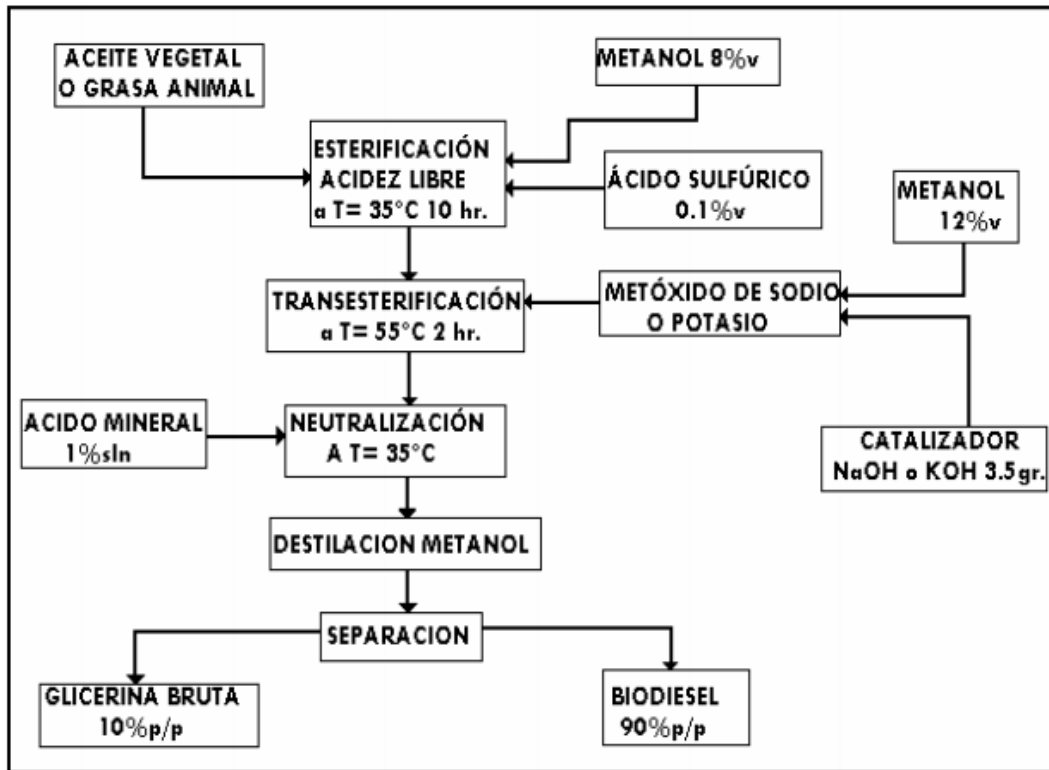 ACEITE VEGETAL
O GRASA ANIMAL
METANOL 8%v
ESTERIFICACIÓN
ACIDEZ LIBRE
a T= 35°C 10 hr.
ÁCIDO SULFÚRICO
0.1%v
METANOL
12%v
TRANSESTERIFICACIÓN
a T= 55°C 2 hr.
METÓXIDO DE SODIO
O POTASIO
ACIDO MINERAL
1%sln
NEUTRALIZACIÓN
A T= 35°C
CATALIZADOR
NaOH o KOH 3.5gr.
DESTILACION METANOL
SEPARACION
GLICERINA BRUTA
10%p/p
BIODIESEL
90%p/p